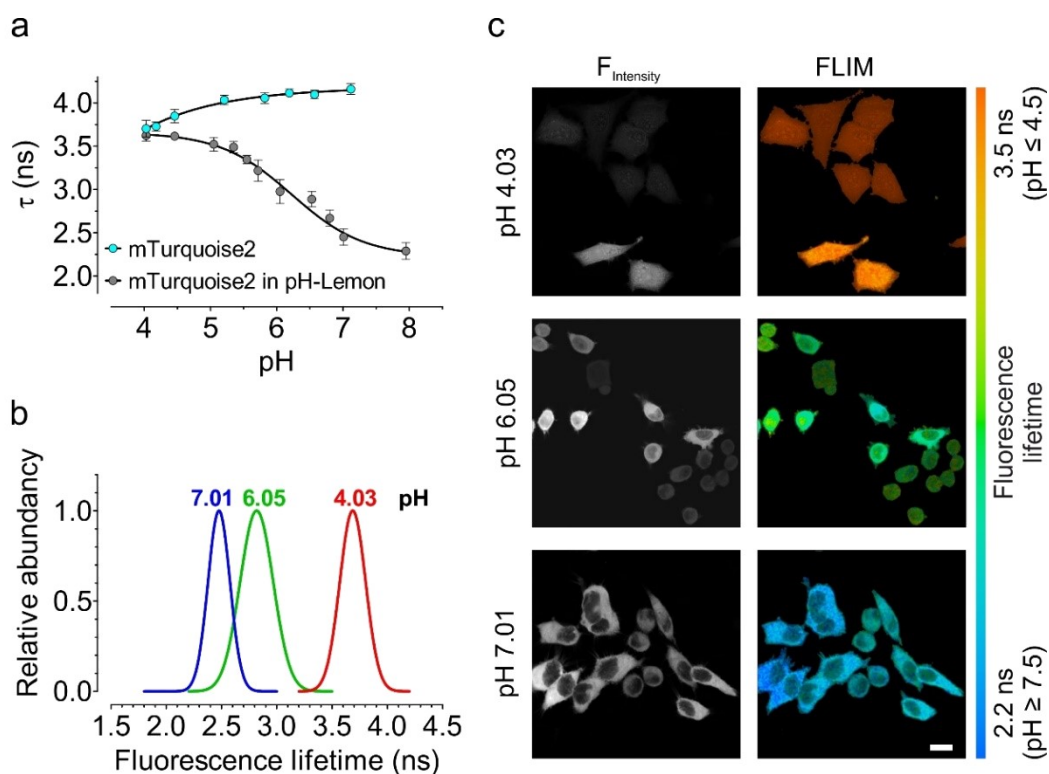 a
τ (ns)
4.0
3.5
3.0
2.5
2.0
mTurquoise2
mTurquoise2 in pH-Lemon
4 5 6 7 8
pH
b
7.01 6.05 4.03 pH
Relative abundancy
1.0
0.5
0.0
1.5 2.0 2.5 3.0 3.5 4.0 4.5
Fluorescence lifetime (ns)
c
FIntensity FLIM
pH 4.03
pH 6.05
pH 7.01
3.5 ns
(pH ≤ 4.5)
Fluorescence
lifetime
2.2 ns
(pH ≥ 7.5)